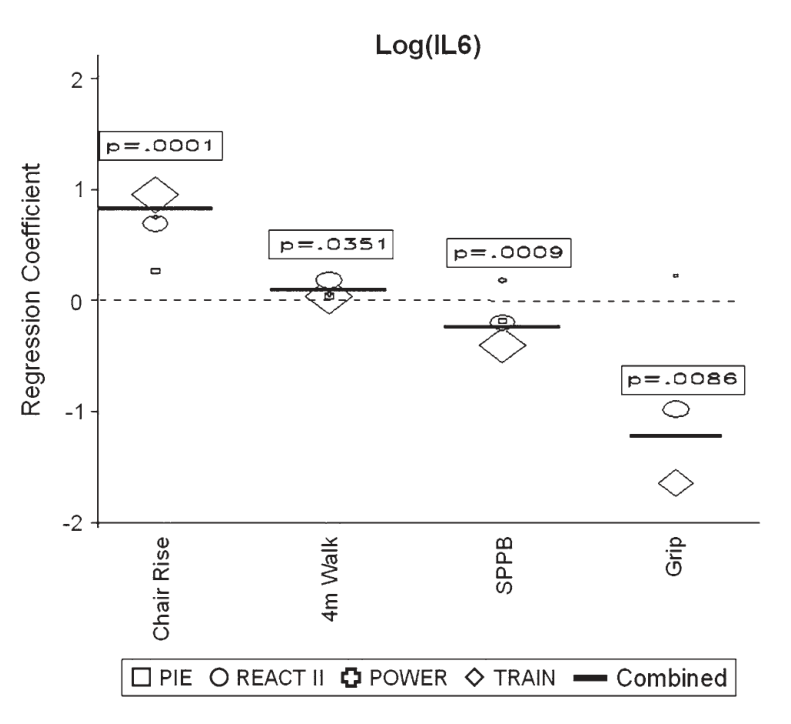 Log(IL6)
Regression Coefficient
2
1
0
-1
-2
p=.0001
p=.0351
p=.0009
p=.0086
Chair Rise
4m Walk
SPPB
Grip
PIE REACT II POWER TRAIN Combined